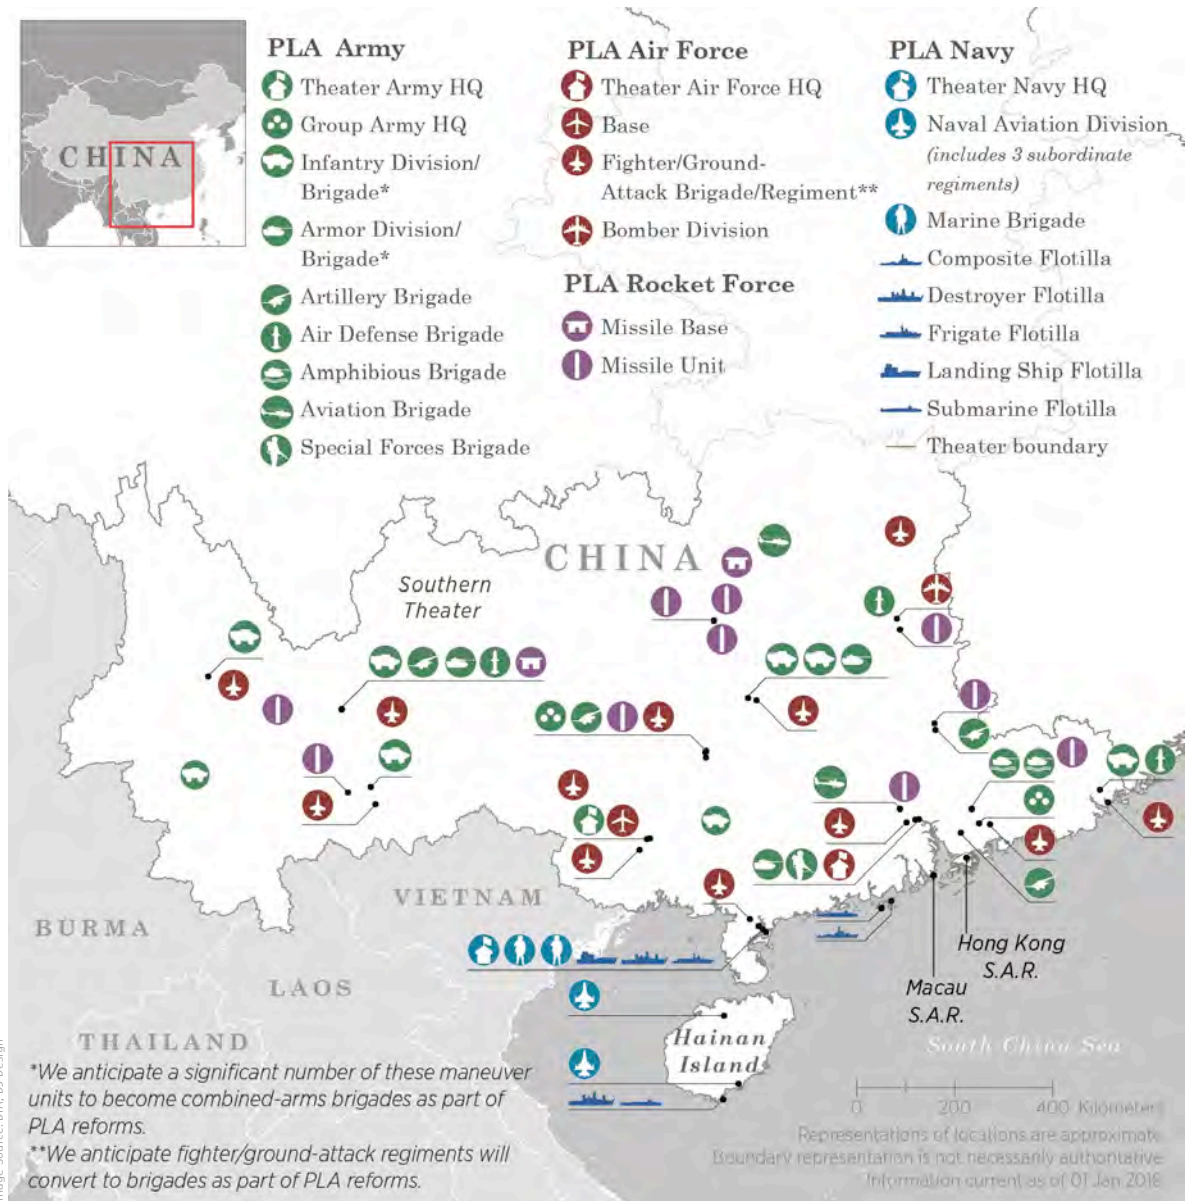 CHINA
PLA Army
Theater Army HQ
Group Army HQ
Infantry Division/
Brigade*
Armor Division/
Brigade*
Artillery Brigade
Air Defense Brigade
Amphibious Brigade
Aviation Brigade
Special Forces Brigade
PLA Air Force
Theater Air Force HQ
Base
Fighter/Ground-
Attack Brigade/Regiment**
Bomber Division
PLA Rocket Force
Missile Base
Missile Unit
PLA Navy
Theater Navy HQ
Naval Aviation Division
(includes 3 subordinate
regiments)
Marine Brigade
Composite Flotilla
Destroyer Flotilla
Frigate Flotilla
Landing Ship Flotilla
Submarine Flotilla
Theater boundary
CHINA
Southern
Theater
VIETNAM
BURMA
LAOS
THAILAND
Hong Kong
S.A.R.
Macau
S.A.R.
Hainan
Island
South China Sea
0 200 400 Kilometers
Representations of locations are approximate.
Boundary representation is not necessarily authoritative.
Information current as of 01 Jan 2018
*We anticipate a significant number of these maneuver
units to become combined-arms brigades as part of
PLA reforms.
**We anticipate fighter/ground-attack regiments will
convert to brigades as part of PLA reforms.